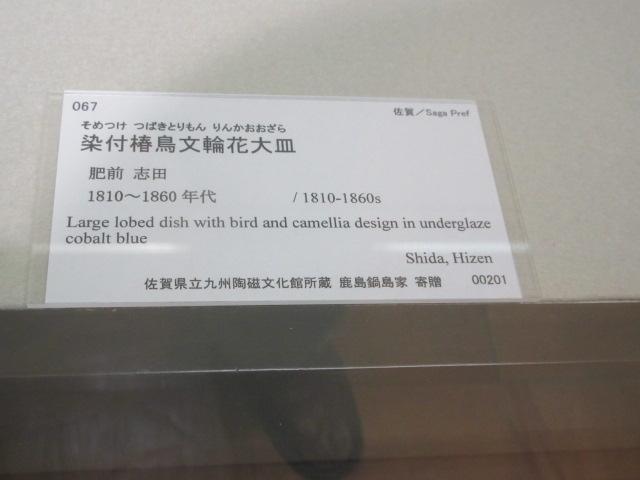 067
佐賀／Saga Pref
そめつけ つばきとりもん りんかおおざら
染付椿鳥文輪花大皿
肥前 志田
1810～1860 年代 / 1810-1860s
Large lobed dish with bird and camellia design in underglaze
cobalt blue
Shida, Hizen
佐賀県立九州陶磁文化館所蔵 鹿島鍋島家 寄贈 00201